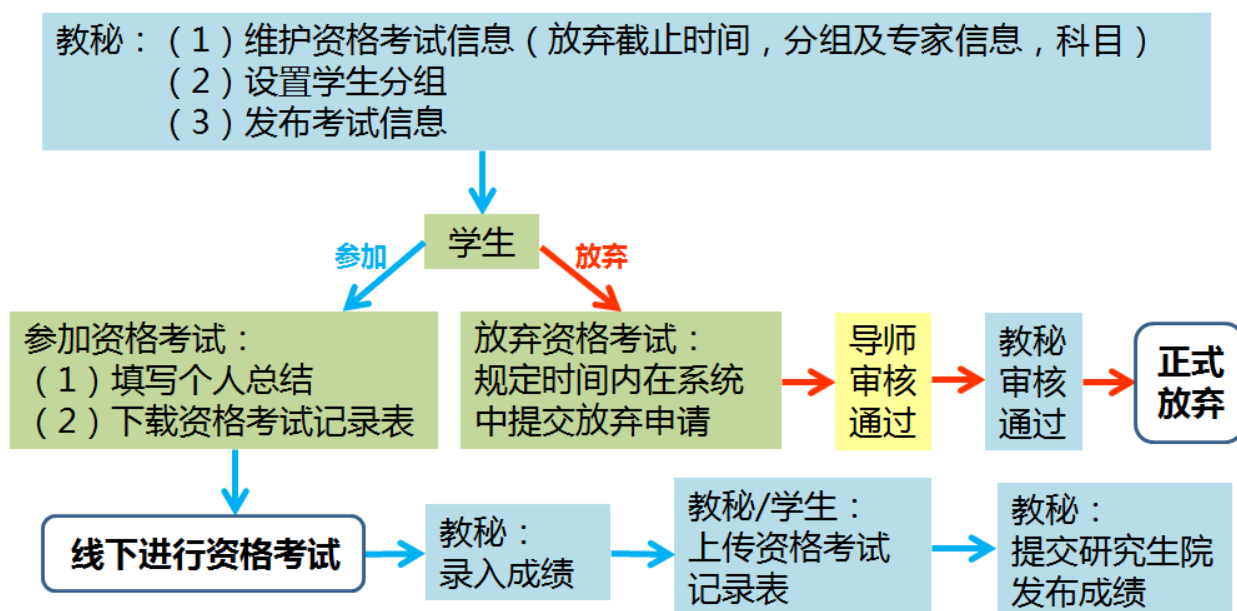 教秘：（1）维护资格考试信息（放弃截止时间，分组及专家信息，科目）
（2）设置学生分组
（3）发布考试信息
学生
参加
放弃
参加资格考试：
（1）填写个人总结
（2）下载资格考试记录表
放弃资格考试：
规定时间内在系统
中提交放弃申请
导师
审核
通过
教秘
审核
通过
正式
放弃
线下进行资格考试
教秘：
录入成绩
教秘/学生：
上传资格考试
记录表
教秘：
提交研究生院
发布成绩